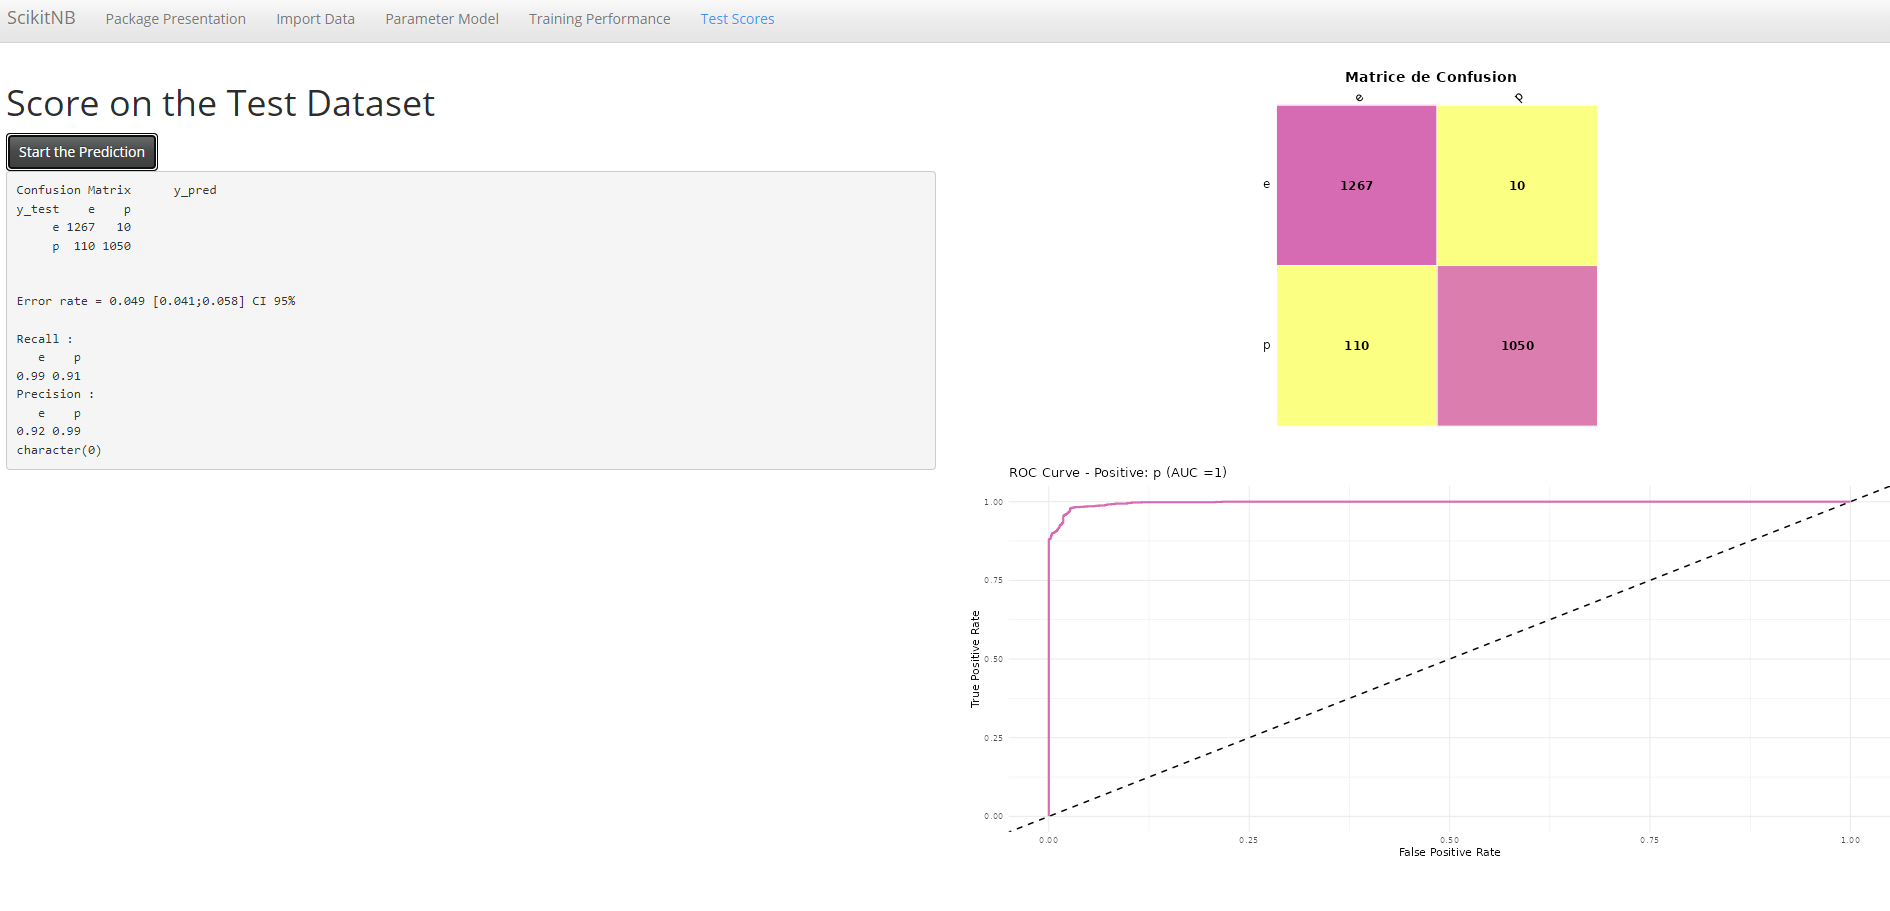 ScikitNB Package Presentation Import Data Parameter Model Training Performance Test Scores
Score on the Test Dataset
Start the Prediction
Confusion Matrix y_pred
y_test e p
e 1267 10
p 110 1050
Error rate = 0.049 [0.041;0.058] CI 95%
Recall :
e p
0.99 0.91
Precision :
e p
0.92 0.99
character(0)
Matrice de Confusion
e p
e 1267 10
p 110 1050
ROC Curve - Positive: p (AUC =1)
True Positive Rate
1.00
0.75
0.50
0.25
0.00
0.00 0.25 0.50 0.75 1.00
False Positive Rate